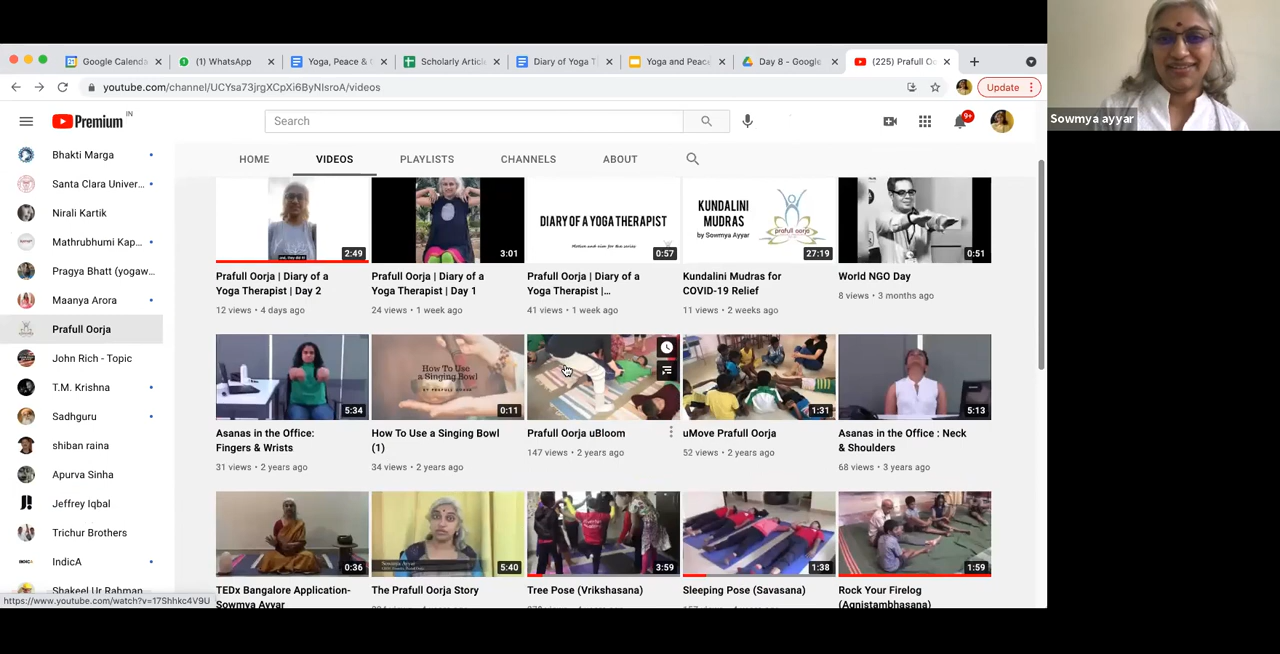 Google Calenda
(1) WhatsApp
Yoga, Peace & C
Scholarly Article
Diary of Yoga T
Yoga and Peace
Day 8 - Google
(225) Prafull Oo
youtube.com/channel/UCYsa73jrgXCpXi6ByNIsroA/videos
Update
Sowmya ayyar
Premium IN
Search
9+
HOME
VIDEOS
PLAYLISTS
CHANNELS
ABOUT
Bhakti Marga
Santa Clara Univer...
Nirali Kartik
Mathrubhumi Kap...
Pragya Bhatt (yogaw...
Maanya Arora
Prafull Oorja
John Rich - Topic
T.M. Krishna
Sadhguru
shiban raina
Apurva Sinha
Jeffrey Iqbal
Trichur Brothers
IndicA
Shakeel Ur Rahman
https://www.youtube.com/watch?v=17Shhkc4V9U
2:49
3:01
DIARY OF A YOGA THERAPIST
0:57
KUNDALINI
MUDRAS
by Sowmya Ayyar
prafull oorja
27:19
0:51
Prafull Oorja | Diary of a
Yoga Therapist | Day 2
12 views • 4 days ago
Prafull Oorja | Diary of a
Yoga Therapist | Day 1
24 views • 1 week ago
Prafull Oorja | Diary of a
Yoga Therapist |...
41 views • 1 week ago
Kundalini Mudras for
COVID-19 Relief
11 views • 2 weeks ago
World NGO Day
8 views • 3 months ago
5:34
How To Use
a Singing Bowl
BY PRAFULL OORJA
0:11
1:31
5:13
Asanas in the Office:
Fingers & Wrists
31 views • 2 years ago
How To Use a Singing Bowl
(1)
34 views • 2 years ago
Prafull Oorja uBloom
147 views • 2 years ago
uMove Prafull Oorja
52 views • 2 years ago
Asanas in the Office : Neck
& Shoulders
68 views • 3 years ago
0:36
5:40
3:59
1:38
1:59
TEDx Bangalore Application-
Sowmya Ayyar
The Prafull Oorja Story
Tree Pose (Vrikshasana)
Sleeping Pose (Savasana)
Rock Your Firelog
(Agnistambhasana)